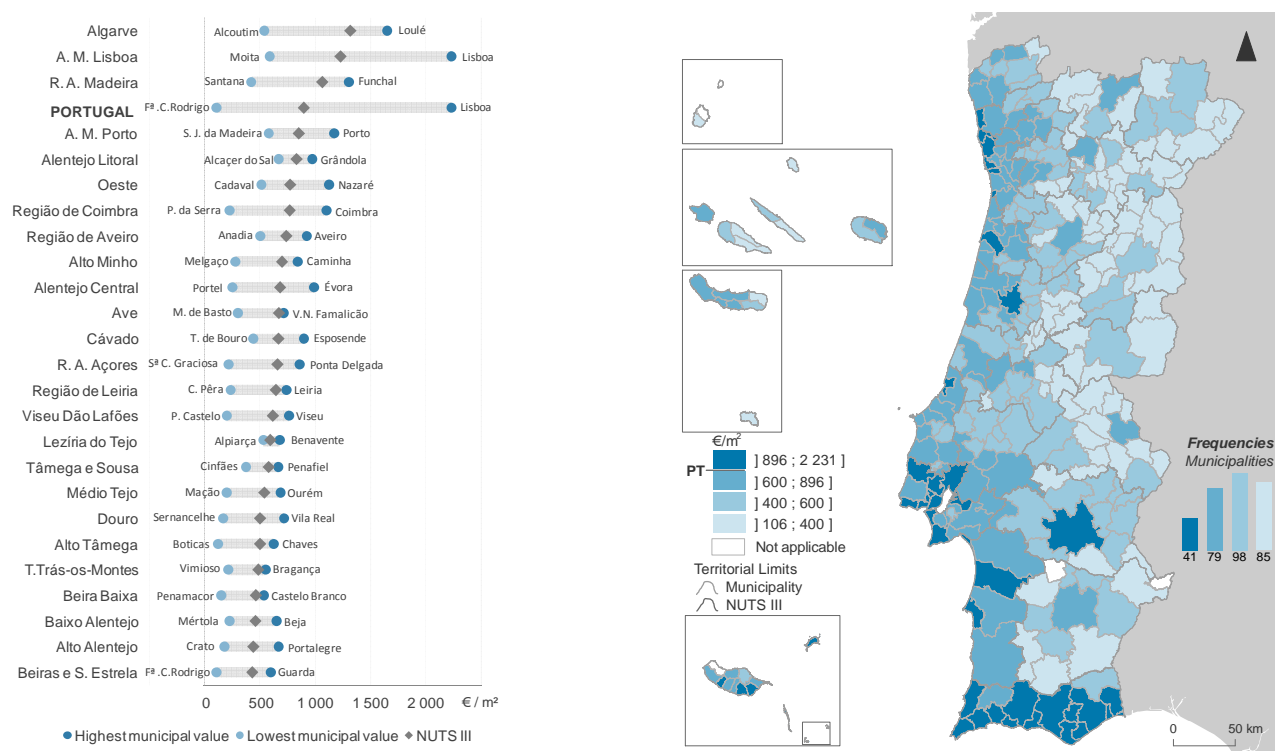 Algarve Alcoutim Loulé
A. M. Lisboa Moita Lisboa
R. A. Madeira Santana Funchal
PORTUGAL Fª .C.Rodrigo Lisboa
A. M. Porto S. J. da Madeira Porto
Alentejo Litoral Alcaçer do Sal Grândola
Oeste Cadaval Nazaré
Região de Coimbra P. da Serra Coimbra
Região de Aveiro Anadia Aveiro
Alto Minho Melgaço Caminha
Alentejo Central Portel Évora
Ave M. de Basto V.N. Famalicão
Cávado T. de Bouro Esposende
R. A. Açores Sª C. Graciosa Ponta Delgada
Região de Leiria C. Pêra Leiria
Viseu Dão Lafões P. Castelo Viseu
Lezíria do Tejo Alpiarça Benavente
Tâmega e Sousa Cinfães Penafiel
Médio Tejo Mação Ourém
Douro Sernancelhe Vila Real
Alto Tâmega Boticas Chaves
T.Trás-os-Montes Vimioso Bragança
Beira Baixa Penamacor Castelo Branco
Baixo Alentejo Mértola Beja
Alto Alentejo Crato Portalegre
Beiras e S. Estrela Fª .C.Rodrigo Guarda
0 500 1 000 1 500 2 000 € / m²
Highest municipal value Lowest municipal value NUTS III
€/m²
PT
] 896 ; 2 231 ]
] 600 ; 896 ]
] 400 ; 600 ]
] 106 ; 400 ]
Not applicable
Territorial Limits
Municipality
NUTS III
Frequencies
Municipalities
41 79 98 85
0 50 km